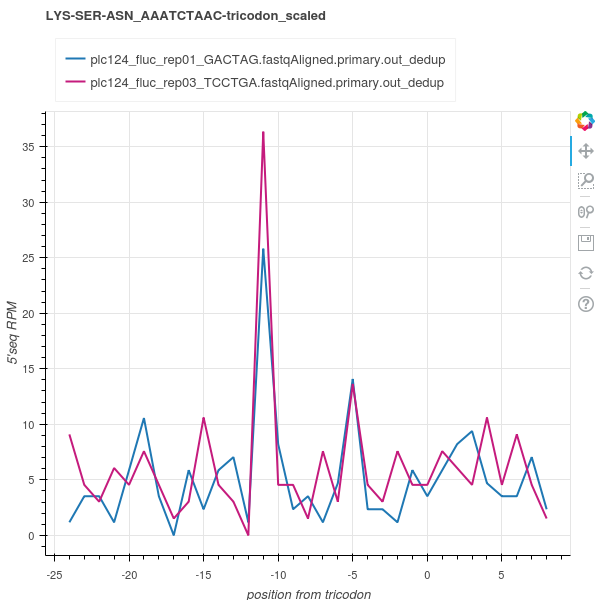 LYS-SER-ASN_AAATCTAAC-tricodon_scaled
plc124_fluc_rep01_GACTAG.fastqAligned.primary.out_dedup
plc124_fluc_rep03_TCCTGA.fastqAligned.primary.out_dedup
35
30
25
20
15
10
5
0
5'seq RPM
-25 -20 -15 -10 -5 0 5
position from tricodon
?